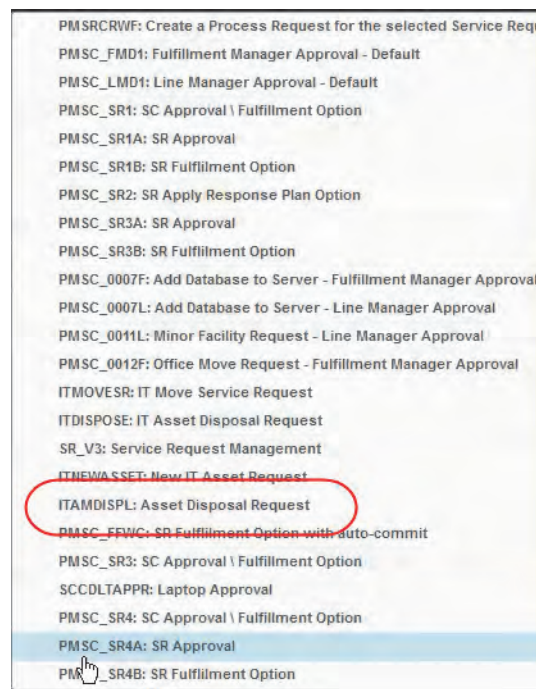 PMSRCRWF: Create a Process Request for the selected Service Requ
PMSC_FMD1: Fulfillment Manager Approval - Default
PMSC_LMD1: Line Manager Approval - Default
PMSC_SR1: SC Approval \ Fulfillment Option
PMSC_SR1A: SR Approval
PMSC_SR1B: SR Fulflilment Option
PMSC_SR2: SR Apply Response Plan Option
PMSC_SR3A: SR Approval
PMSC_SR3B: SR Fulflilment Option
PMSC_0007F: Add Database to Server - Fulfillment Manager Approval
PMSC_0007L: Add Database to Server - Line Manager Approval
PMSC_0011L: Minor Facility Request - Line Manager Approval
PMSC_0012F: Office Move Request - Fulfillment Manager Approval
ITMOVESR: IT Move Service Request
ITDISPOSE: IT Asset Disposal Request
SR_V3: Service Request Management
ITNEWASSET: New IT Asset Request
ITAMDISPL: Asset Disposal Request
PMSC_FFWC: SR Fulflilment Option with auto-commit
PMSC_SR3: SC Approval \ Fulfillment Option
SCCDLTAPPR: Laptop Approval
PMSC_SR4: SC Approval \ Fulfillment Option
PMSC_SR4A: SR Approval
PMSC_SR4B: SR Fulflilment Option